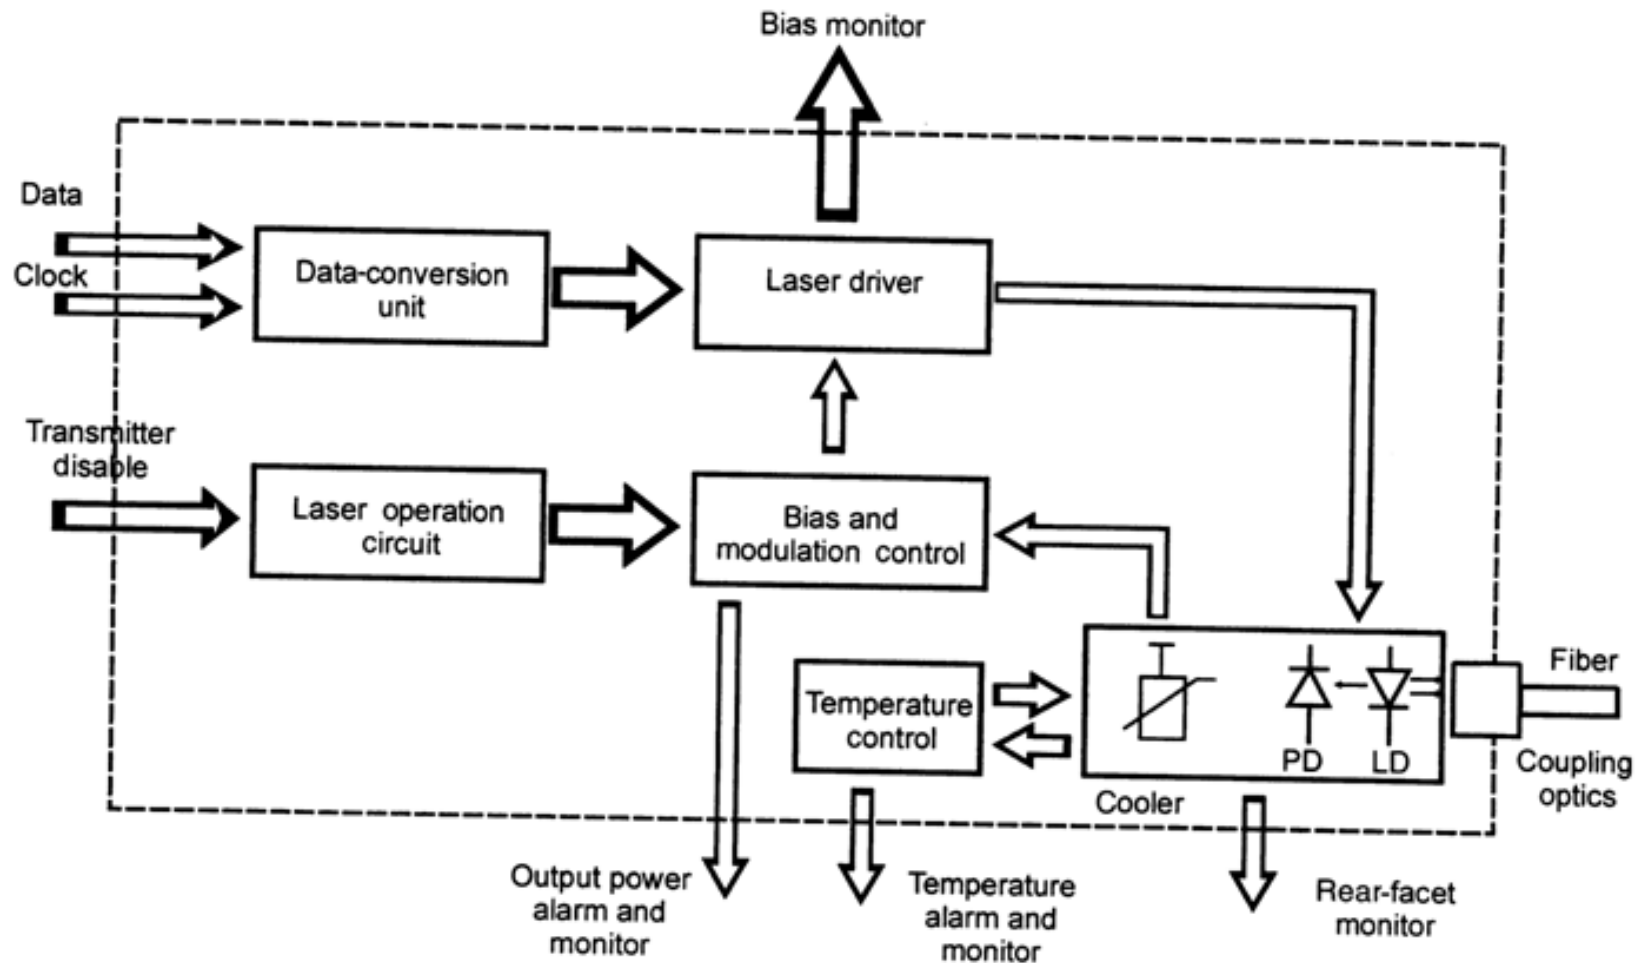 Bias monitor
Data
Clock
Data-conversion
unit
Laser driver
Transmitter
disable
Laser operation
circuit
Bias and
modulation control
Temperature
control
PD
LD
Cooler
Fiber
Coupling
optics
Output power
alarm and
monitor
Temperature
alarm and
monitor
Rear-facet
monitor